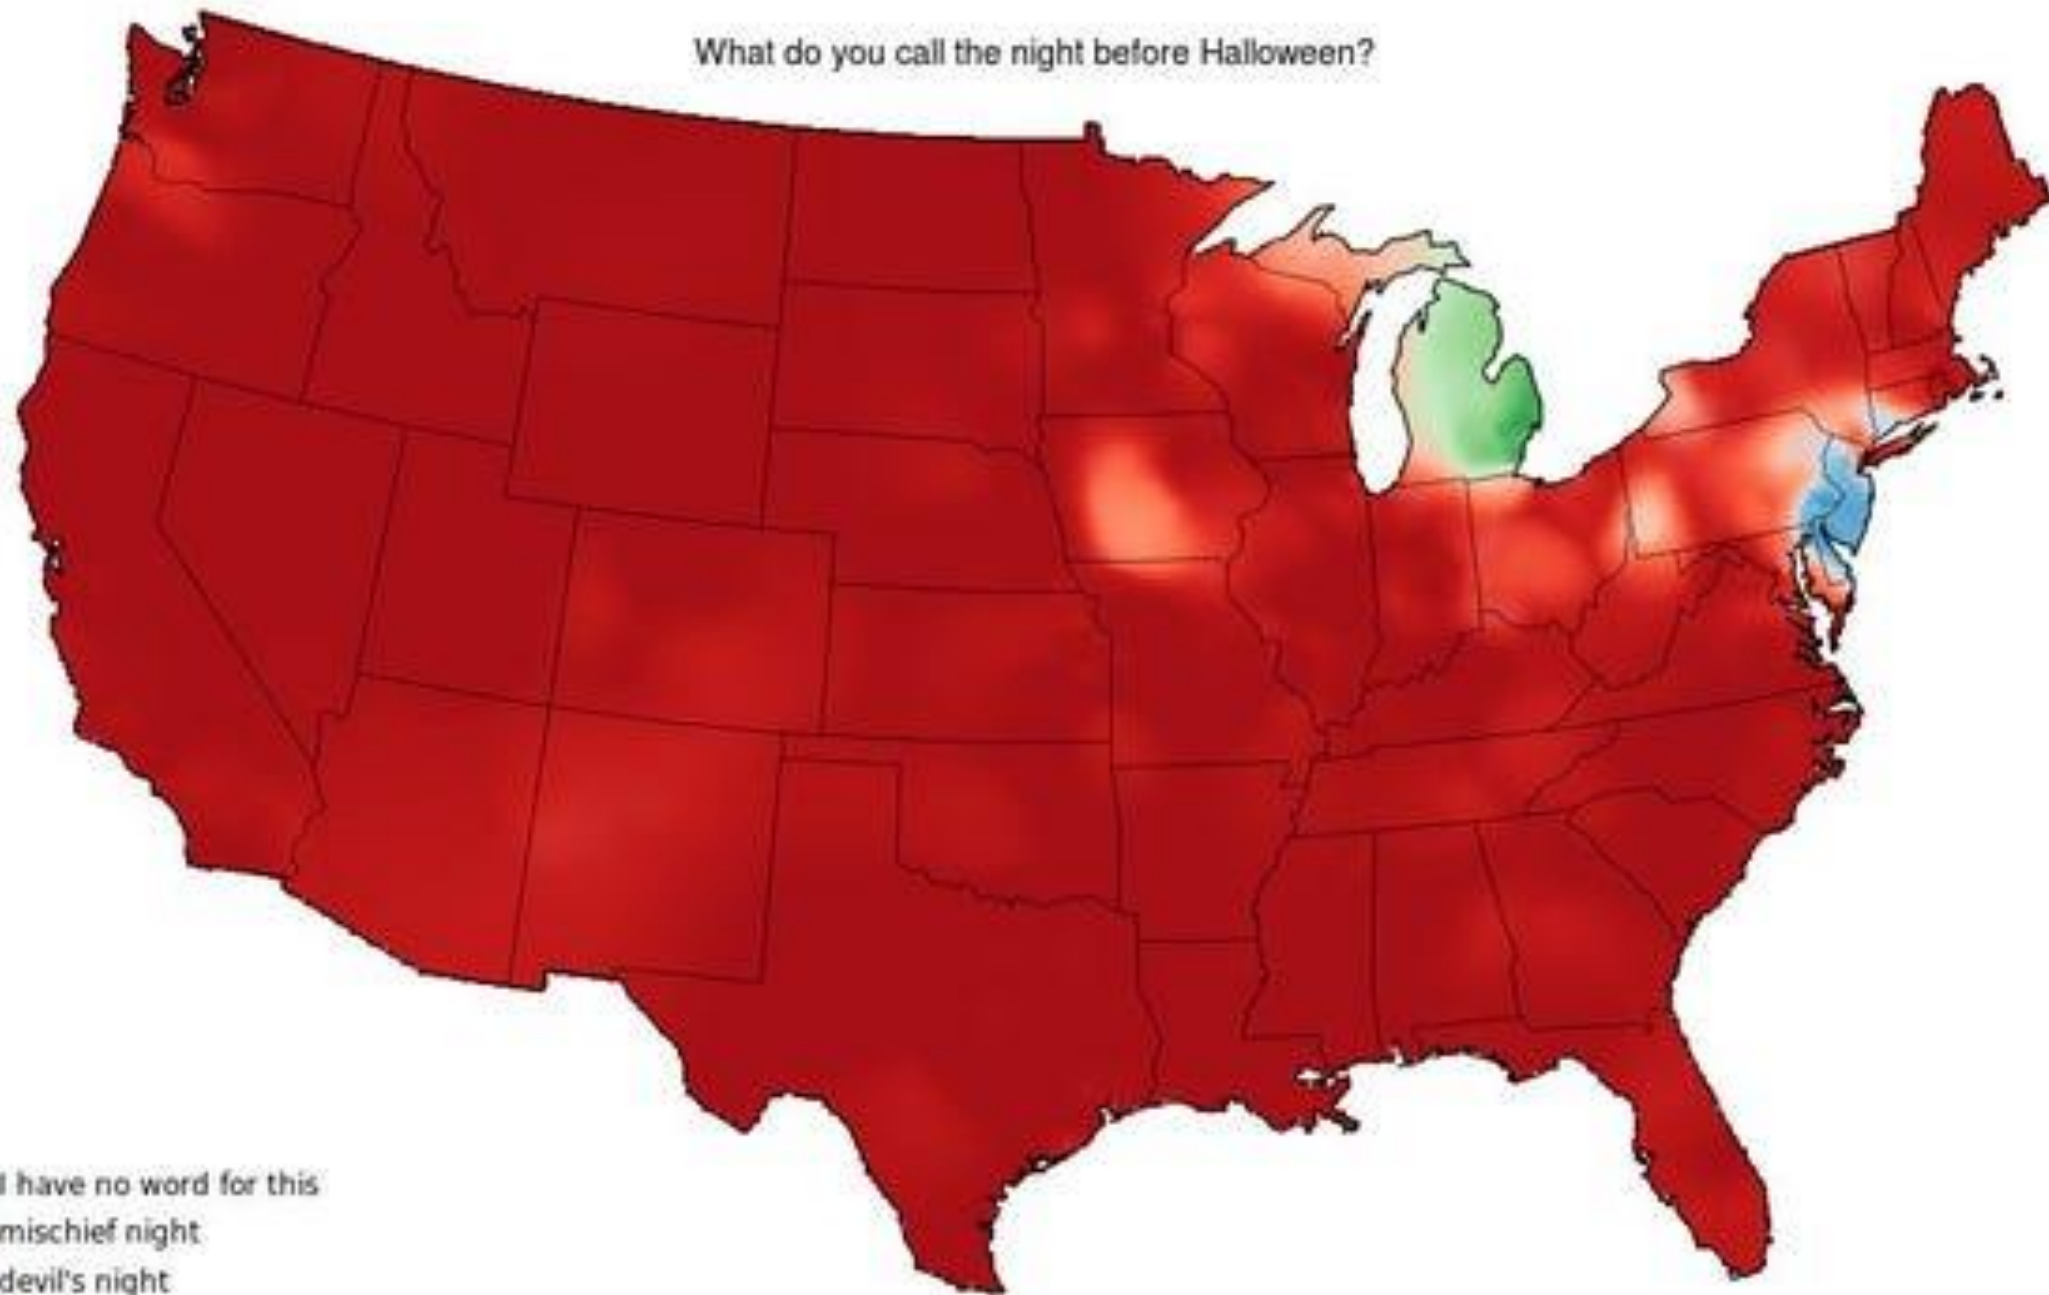 What do you call the night before Halloween?
I have no word for this
mischief night
devil's night